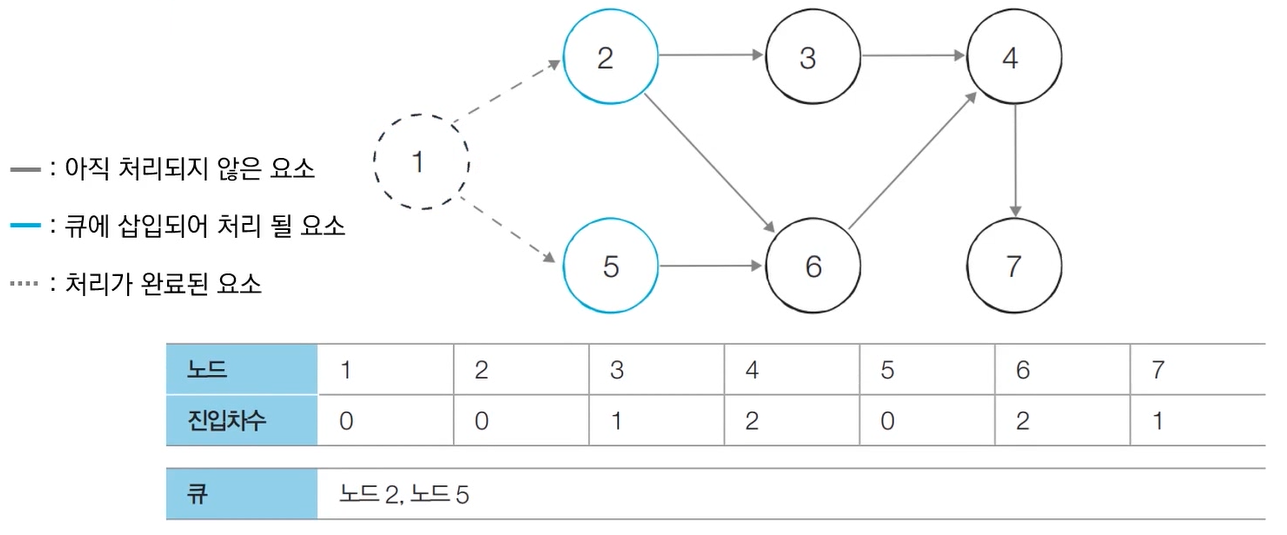 2
3
4
1
: 아직 처리되지 않은 요소
: 큐에 삽입되어 처리 될 요소
5
6
7
: 처리가 완료된 요소
노드 1 2 3 4 5 6 7
진입차수 0 0 1 2 0 2 1
큐 노드 2, 노드 5